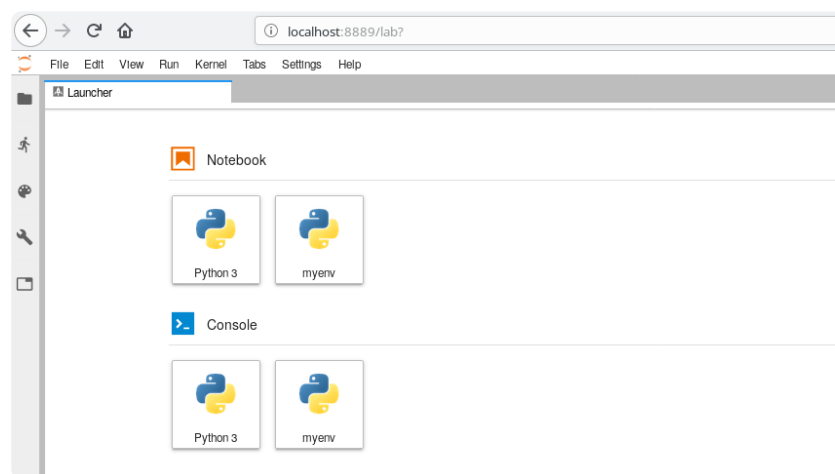 localhost:8889/lab?
File Edit View Run Kernel Tabs Settings Help
Launcher
Notebook
Python 3 myenv
Console
Python 3 myenv